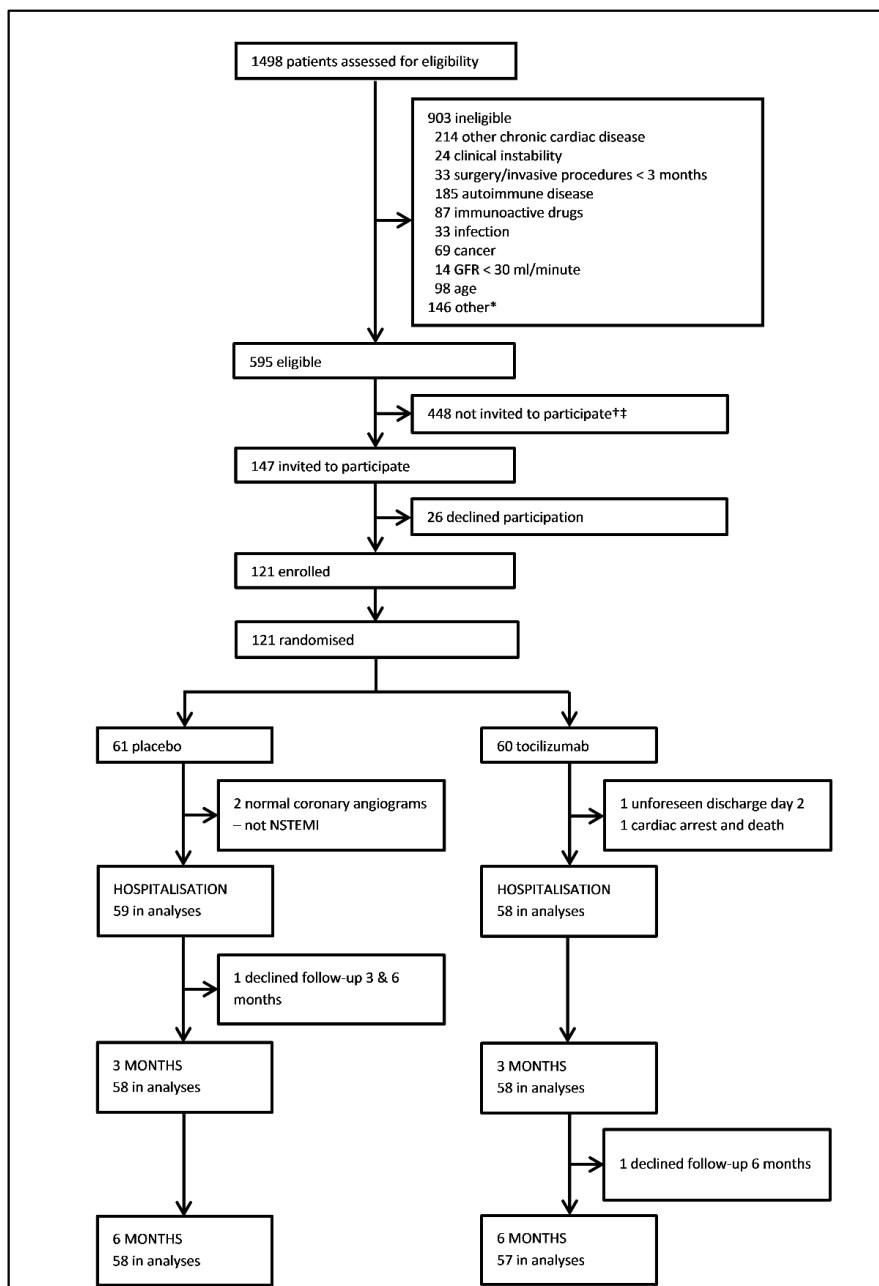 1498 patients assessed for eligibility
903 ineligible
214 other chronic cardiac disease
24 clinical instability
33 surgery/invasive procedures < 3 months
185 autoimmune disease
87 immunoactive drugs
33 infection
69 cancer
14 GFR < 30 ml/minute
98 age
146 other*
595 eligible
448 not invited to participate†‡
147 invited to participate
26 declined participation
121 enrolled
121 randomised
61 placebo
60 tocilizumab
2 normal coronary angiograms
– not NSTEMI
1 unforeseen discharge day 2
1 cardiac arrest and death
HOSPITALISATION
59 in analyses
HOSPITALISATION
58 in analyses
1 declined follow-up 3 & 6
months
3 MONTHS
58 in analyses
3 MONTHS
58 in analyses
1 declined follow-up 6 months
6 MONTHS
58 in analyses
6 MONTHS
57 in analyses